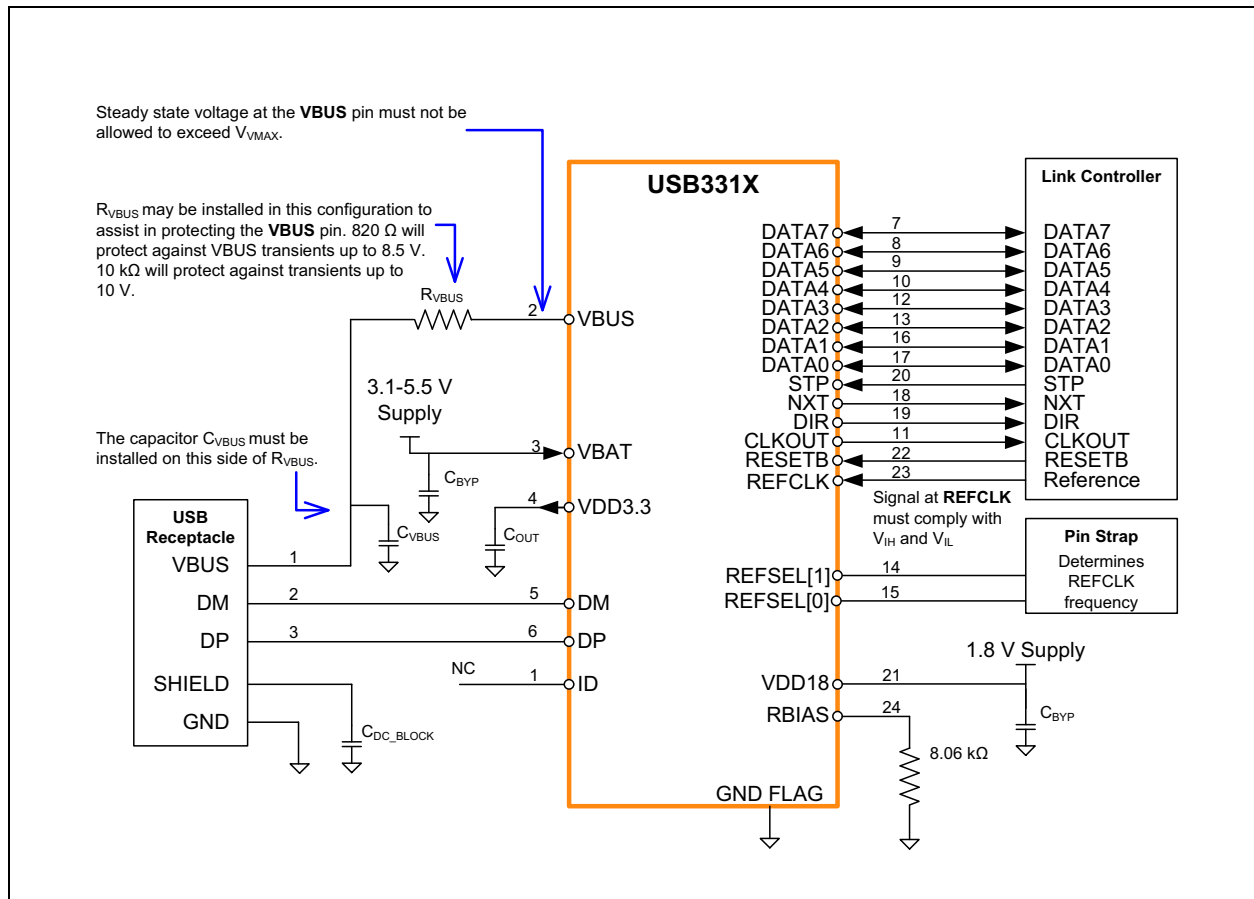 Steady state voltage at the VBUS pin must not be
allowed to exceed VVMAX.
RVBUS may be installed in this configuration to
assist in protecting the VBUS pin. 820 Ω will
protect against VBUS transients up to 8.5 V.
10 kΩ will protect against transients up to
10 V.
RVBUS
2
VBUS
3.1-5.5 V
Supply
3
VBAT
CBYP
4
VDD3.3
COUT
The capacitor CVBUS must be
installed on this side of RVBUS.
CVBUS
USB
Receptacle
VBUS
1
DM
2
5
DM
DP
3
6
DP
NC
1
ID
SHIELD
GND
CDC_BLOCK
USB331X
Link Controller
DATA7
7
DATA7
DATA6
8
DATA6
DATA5
9
DATA5
DATA4
10
DATA4
DATA3
12
DATA3
DATA2
13
DATA2
DATA1
16
DATA1
DATA0
17
DATA0
STP
20
STP
NXT
18
NXT
DIR
19
DIR
CLKOUT
11
CLKOUT
RESETB
22
RESETB
REFCLK
23
Reference
Signal at REFCLK
must comply with
VIH and VIL
Pin Strap
Determines
REFCLK
frequency
REFSEL[1]
14
REFSEL[0]
15
1.8 V Supply
VDD18
21
CBYP
RBIAS
24
8.06 kΩ
GND FLAG